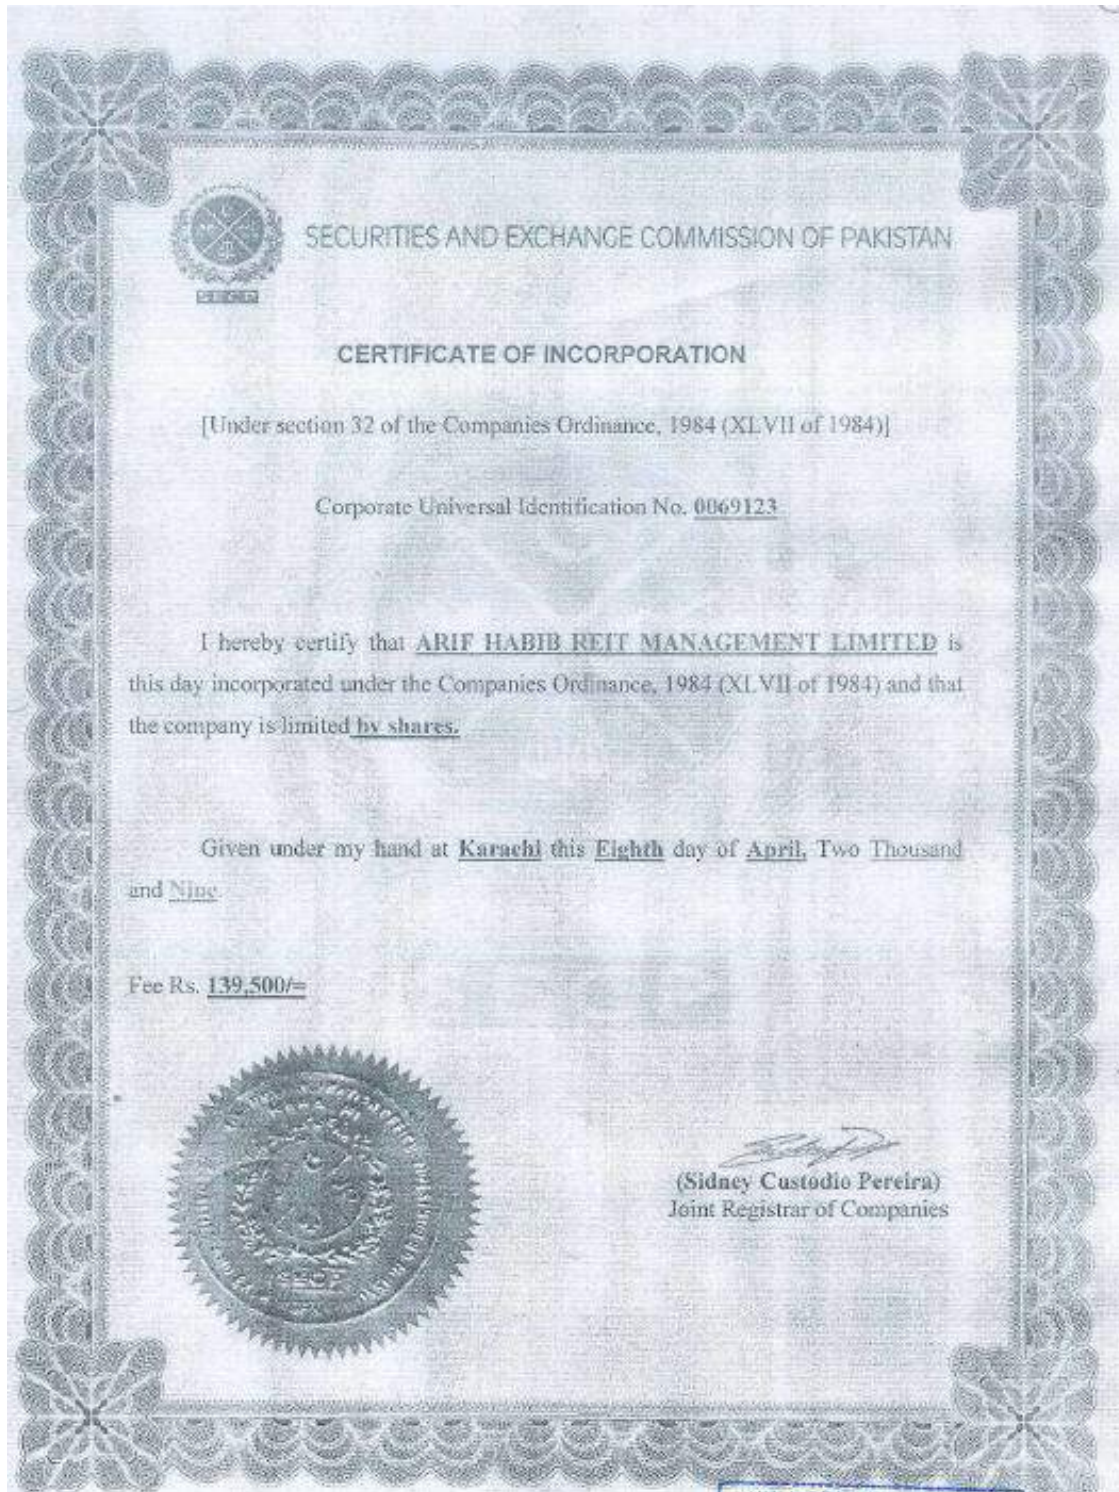 SECP
SECURITIES AND EXCHANGE COMMISSION OF PAKISTAN
CERTIFICATE OF INCORPORATION
[Under section 32 of the Companies Ordinance, 1984 (XLVII of 1984)]
Corporate Universal Identification No. 0069123
I hereby certify that ARIF HABIB REIT MANAGEMENT LIMITED is
this day incorporated under the Companies Ordinance, 1984 (XLVII of 1984) and that
the company is limited by shares.
Given under my hand at Karachi this Eighth day of April, Two Thousand
and Nine.
Fee Rs. 139,500/=
(Sidney Custodio Pereira)
Joint Registrar of Companies